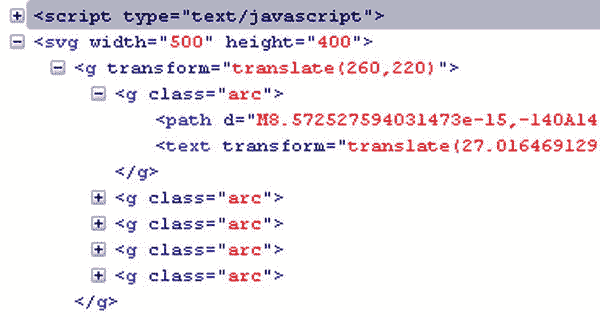 <script type="text/javascript">
<svg width="500" height="400">
<g transform="translate(260,220)">
<g class="arc">
<path d="M8.572527594031473e-15,-140A14
<text transform="translate(27.016469129
</g>
<g class="arc">
<g class="arc">
<g class="arc">
<g class="arc">
</g>